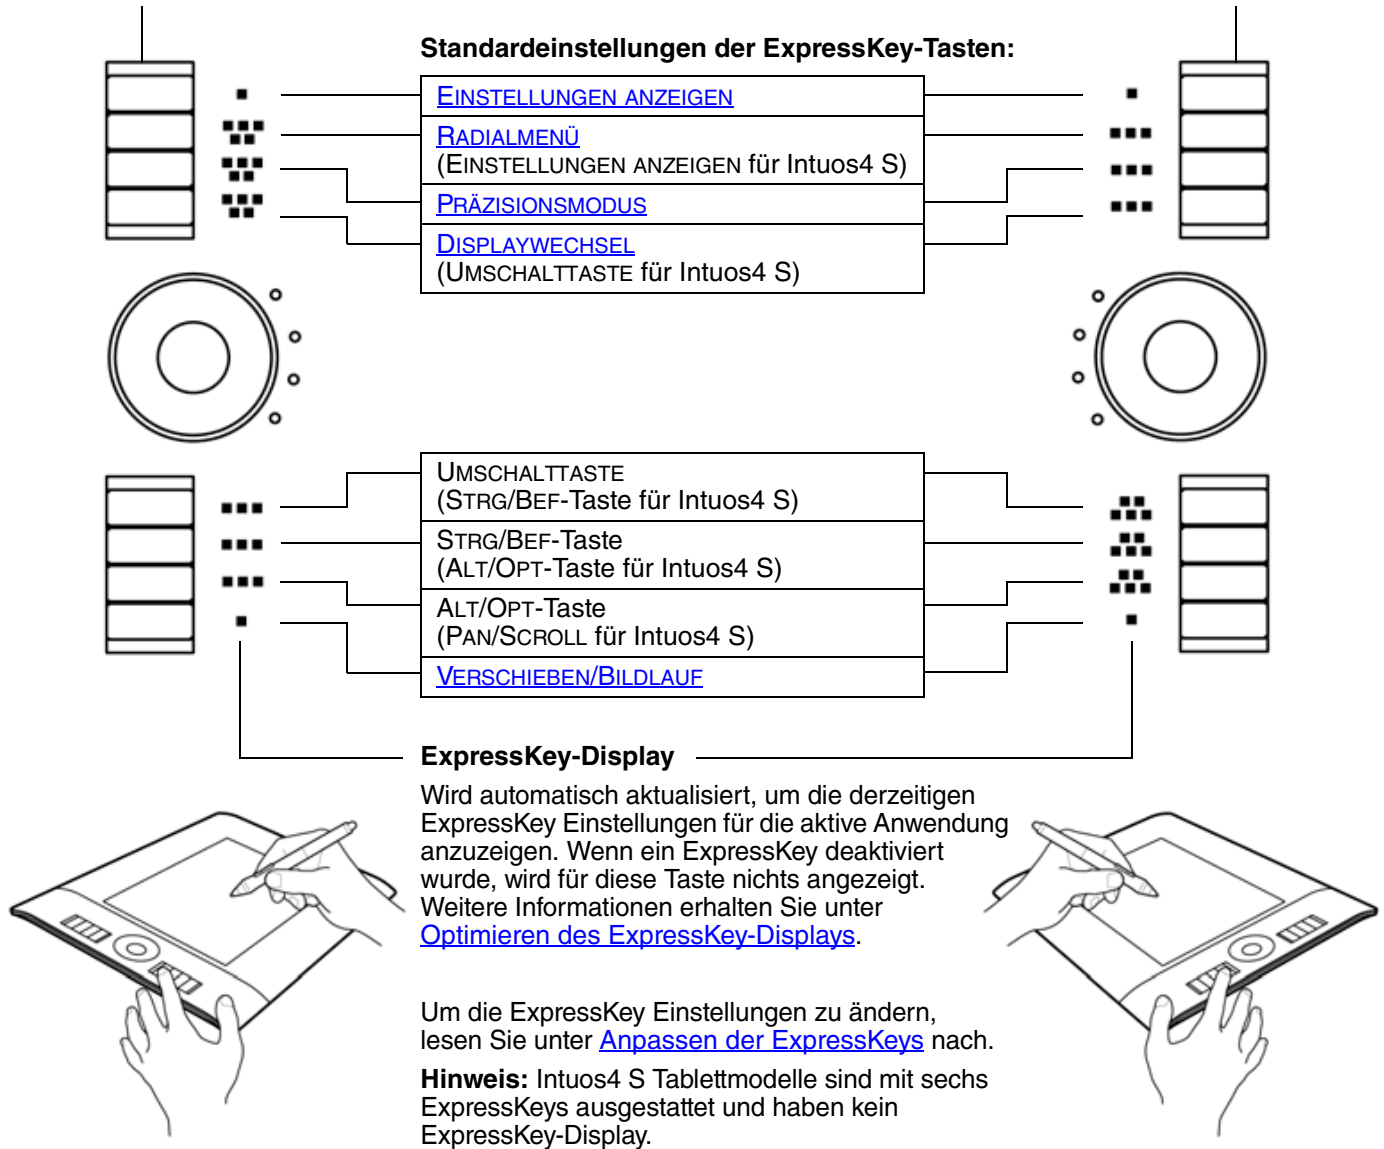 Standardeinstellungen der ExpressKey-Tasten:
EINSTELLUNGEN ANZEIGEN
RADIALMENÜ
(EINSTELLUNGEN ANZEIGEN für Intuos4 S)
PRÄZISIONSMODUS
DISPLAYWECHSEL
(UMSCHALTTASTE für Intuos4 S)
UMSCHALTTASTE
(STRG/BEF-Taste für Intuos4 S)
STRG/BEF-Taste
(ALT/OPT-Taste für Intuos4 S)
ALT/OPT-Taste
(PAN/SCROLL für Intuos4 S)
VERSCHIEBEN/BILDLAUF
ExpressKey-Display
Wird automatisch aktualisiert, um die derzeitigen
ExpressKey Einstellungen für die aktive Anwendung
anzuzeigen. Wenn ein ExpressKey deaktiviert
wurde, wird für diese Taste nichts angezeigt.
Weitere Informationen erhalten Sie unter
Optimieren des ExpressKey-Displays.
Um die ExpressKey Einstellungen zu ändern,
lesen Sie unter Anpassen der ExpressKeys nach.
Hinweis: Intuos4 S Tablettmodelle sind mit sechs
ExpressKeys ausgestattet und haben kein
ExpressKey-Display.